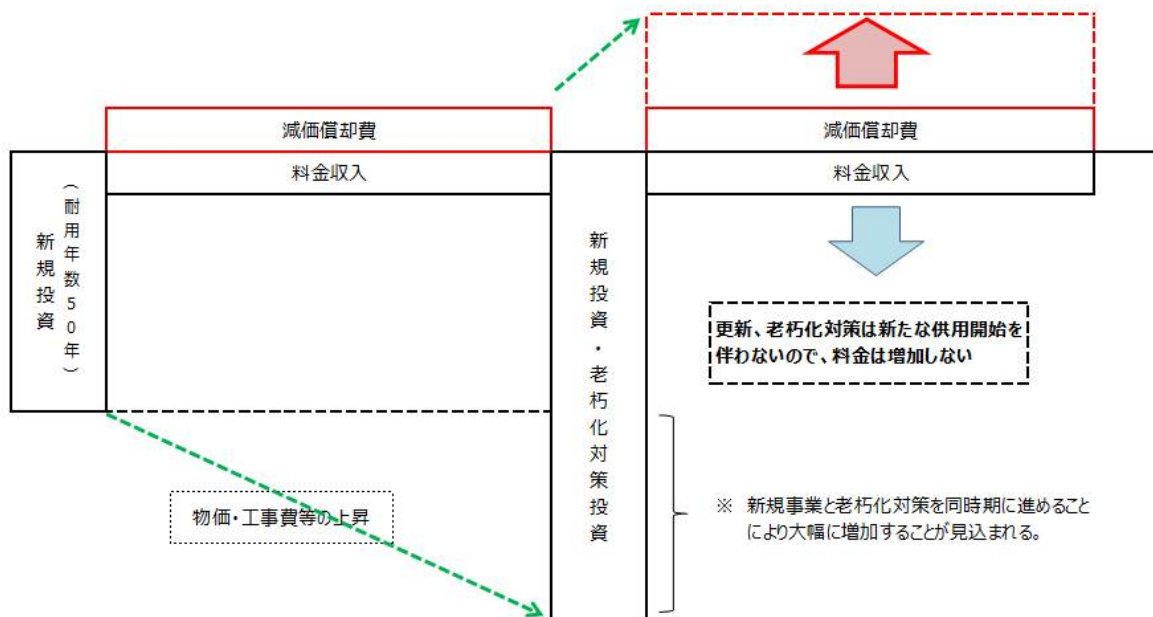 減価償却費
減価償却費
料金収入
料金収入
新規投資
（耐用年数50年）
新規投資・老朽化対策投資
更新、老朽化対策は新たな供用開始を
伴わないので、料金は増加しない
物価・工事費等の上昇
※ 新規事業と老朽化対策を同時期に進めること
により大幅に増加することが見込まれる。